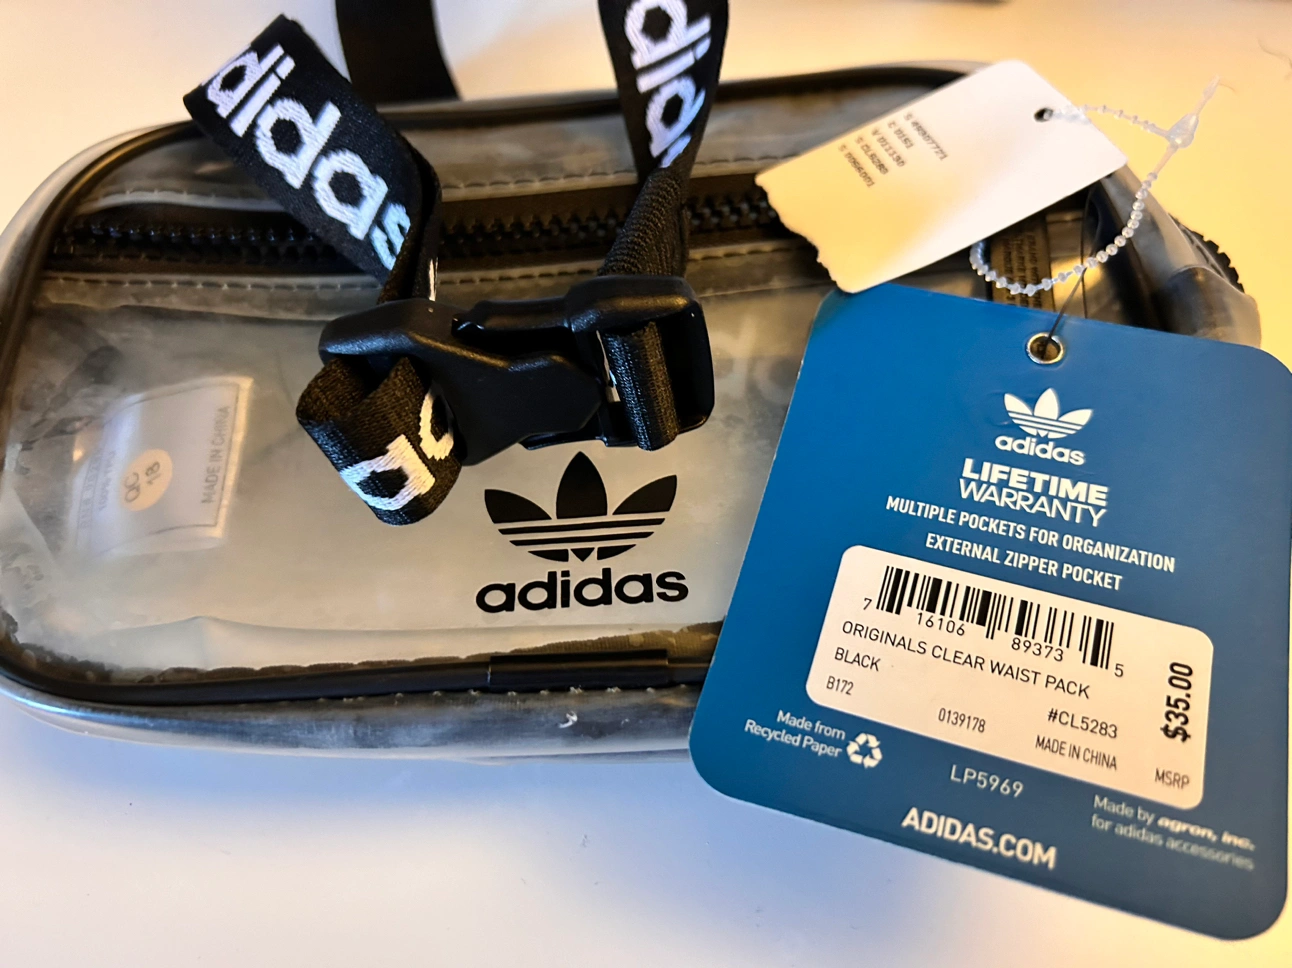 adidas
adidas
QC
18
MADE IN CHINA
adidas
adidas
LIFETIME
WARRANTY
MULTIPLE POCKETS FOR ORGANIZATION
EXTERNAL ZIPPER POCKET
7 16106 89373 5
ORIGINALS CLEAR WAIST PACK
BLACK
B172
0139178
#CL5283
MADE IN CHINA
$35.00
MSRP
Made from
Recycled Paper
LP5969
Made by agron, inc.
for adidas accessories
ADIDAS.COM